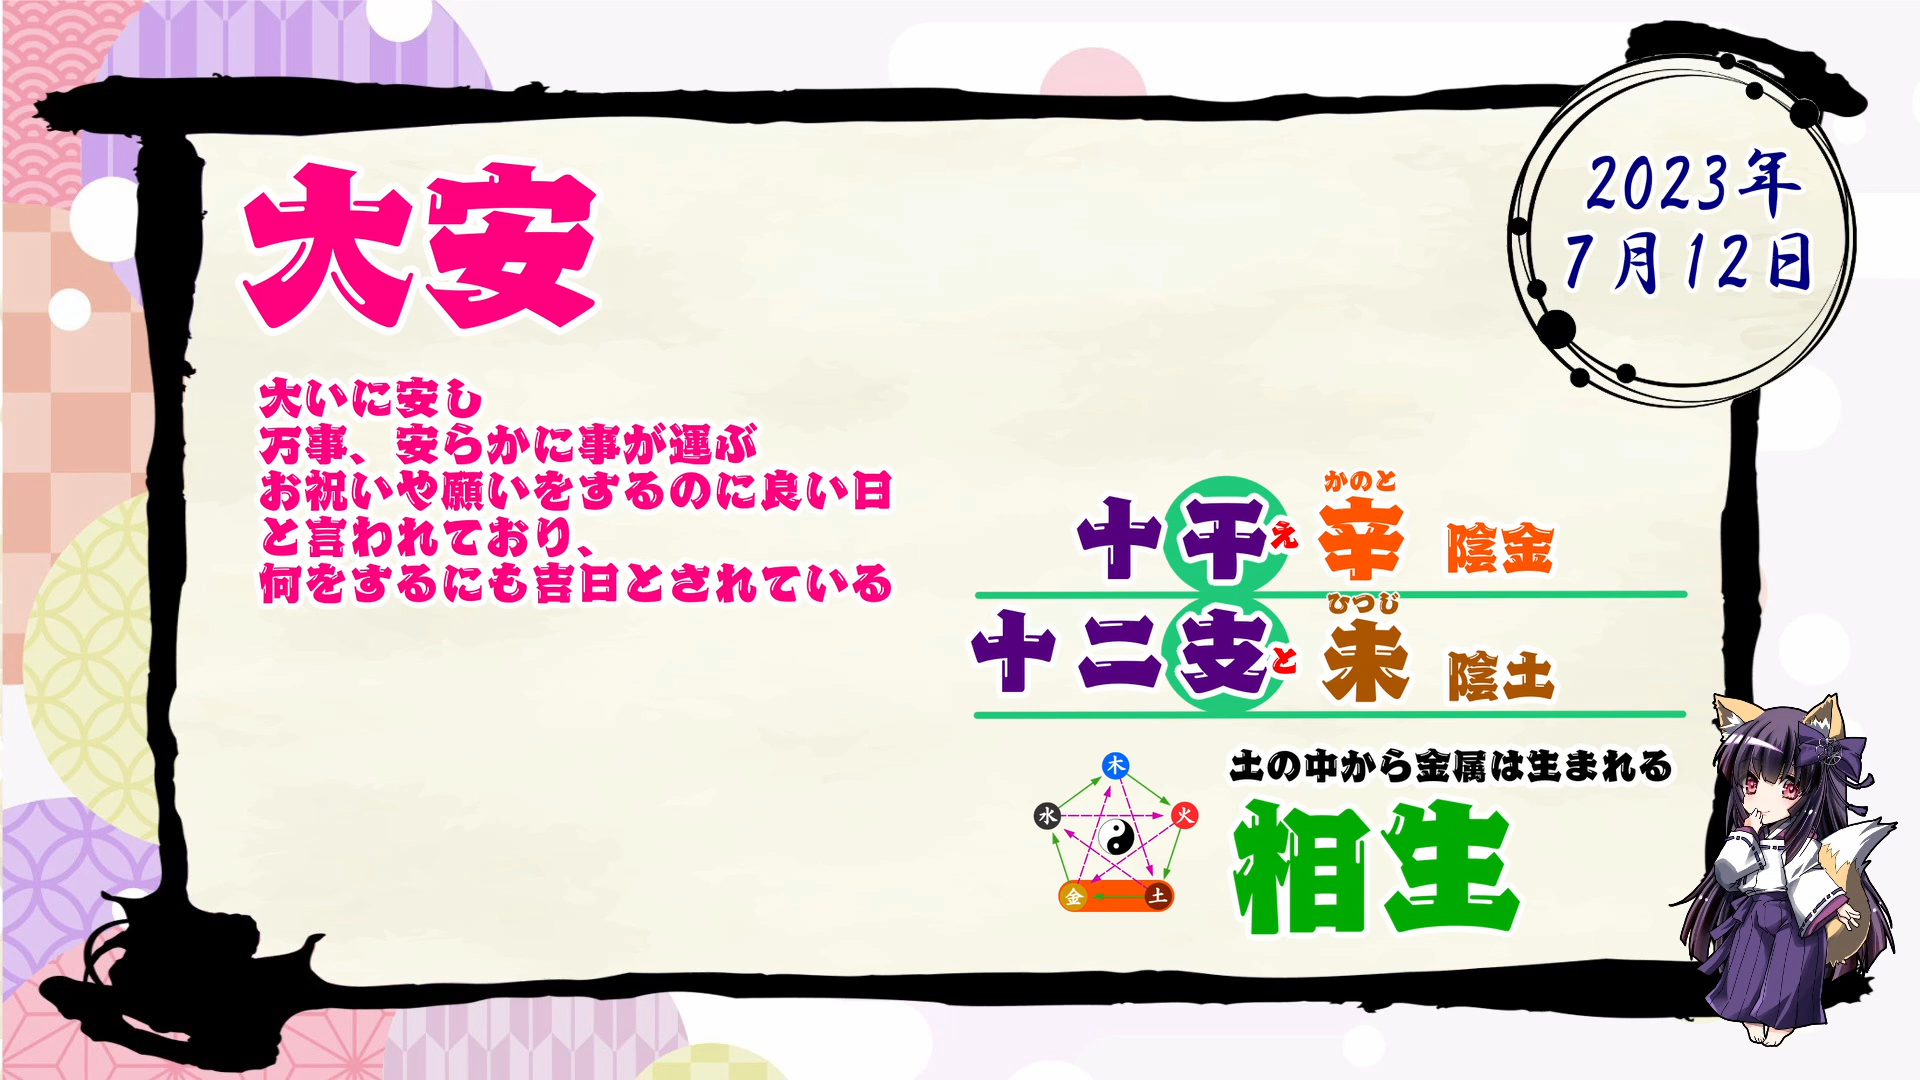 2023年
7月12日
大安
大いに安し
万事、安らかに事が運ぶ
お祝いや願いをするのに良い日
と言われており、
何をするにも吉日とされている
かのと
十干え辛 陰金
ひつじ
十二支と未 陰土
土の中から金属は生まれる
相生
木
水
火
金
土